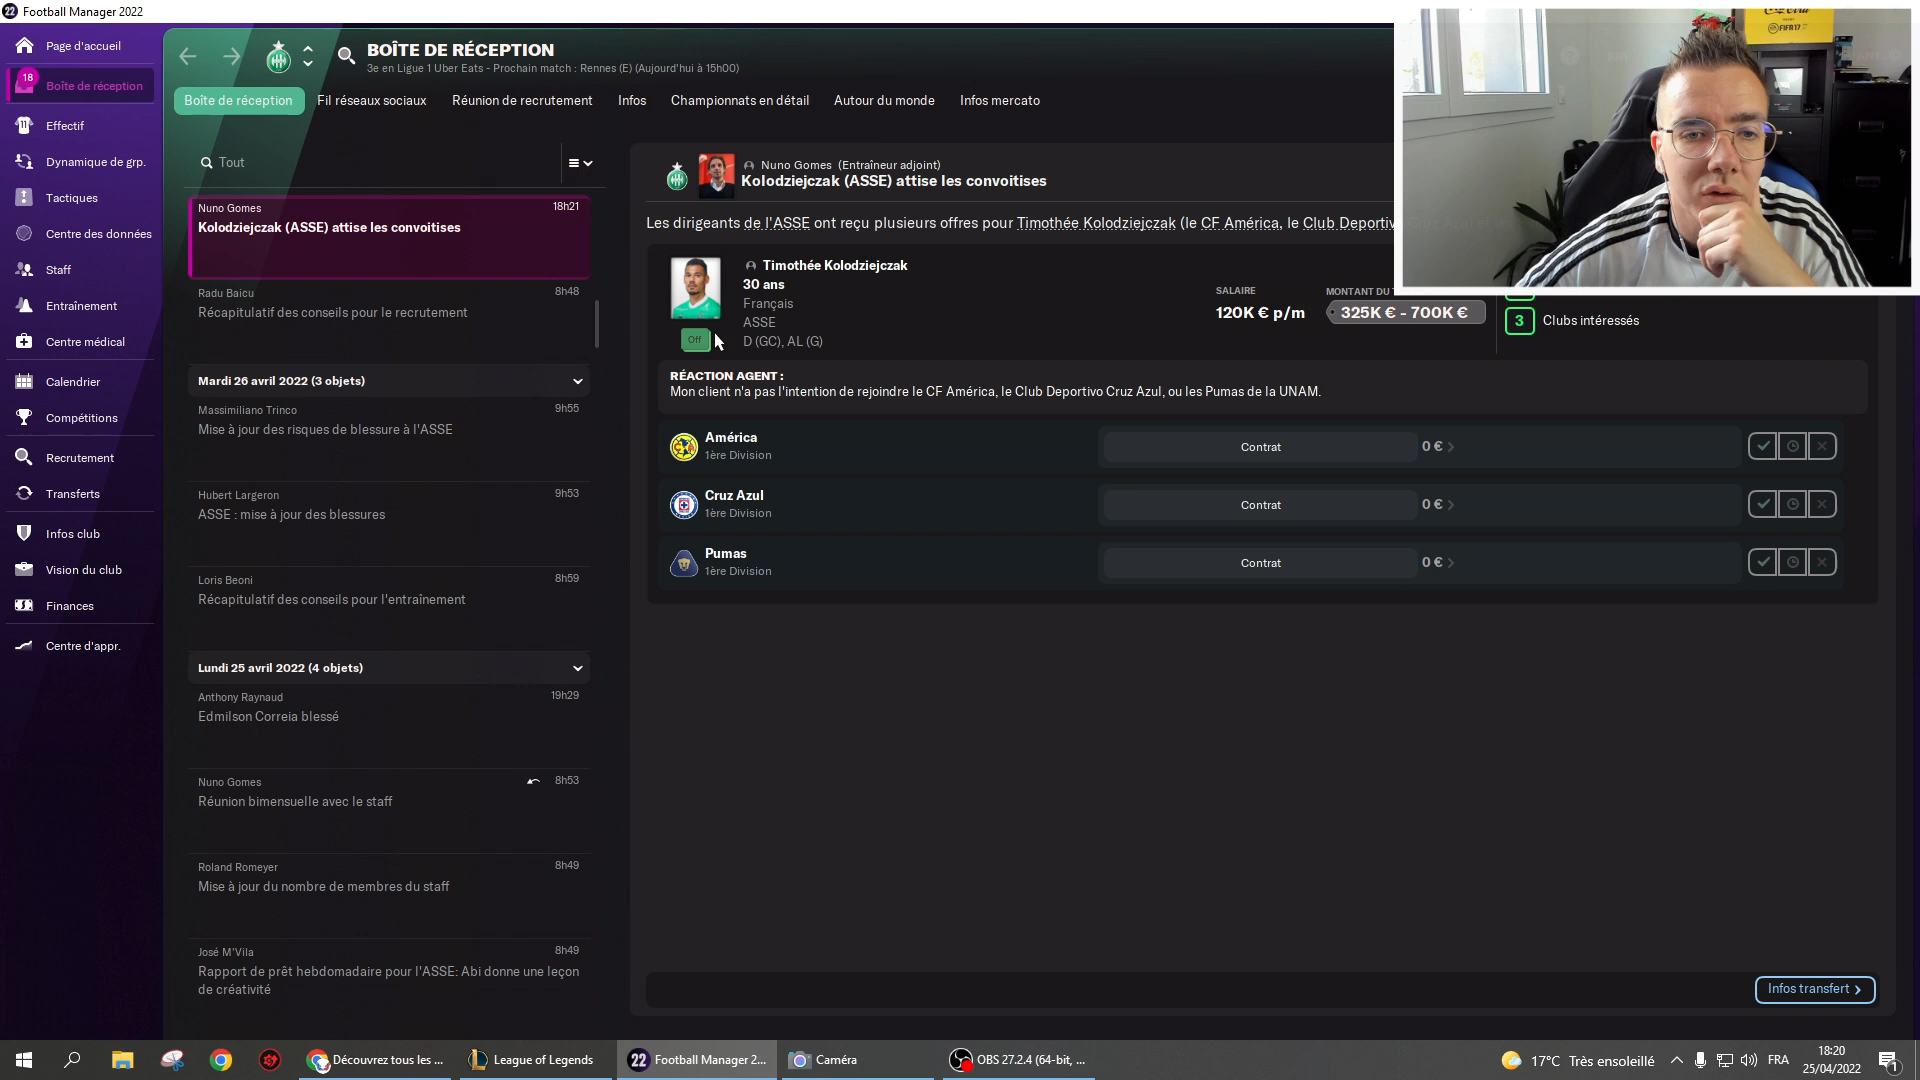 22 Football Manager 2022
Page d'accueil
18
Boîte de réception
11 Effectif
Dynamique de grp.
Tactiques
Centre des données
Staff
Entraînement
Centre médical
Calendrier
Compétitions
Recrutement
Transferts
Infos club
Vision du club
Finances
Centre d'appr.
BOÎTE DE RÉCEPTION
3e en Ligue 1 Uber Eats - Prochain match : Rennes (E) (Aujourd'hui à 15h00)
Boîte de réception Fil réseaux sociaux Réunion de recrutement Infos Championnats en détail Autour du monde Infos mercato
Tout
Nuno Gomes 18h21
Kolodziejczak (ASSE) attise les convoitises
Radu Baicu 8h48
Récapitulatif des conseils pour le recrutement
Mardi 26 avril 2022 (3 objets)
Massimiliano Trinco 9h55
Mise à jour des risques de blessure à l'ASSE
Hubert Largeron 9h53
ASSE : mise à jour des blessures
Loris Beoni 8h59
Récapitulatif des conseils pour l'entraînement
Lundi 25 avril 2022 (4 objets)
Anthony Raynaud 19h29
Edmilson Correia blessé
Nuno Gomes 8h53
Réunion bimensuelle avec le staff
Roland Romeyer 8h49
Mise à jour du nombre de membres du staff
José M'Vila 8h49
Rapport de prêt hebdomadaire pour l'ASSE: Abi donne une leçon
de créativité
Nuno Gomes (Entraîneur adjoint)
Kolodziejczak (ASSE) attise les convoitises
Les dirigeants de l'ASSE ont reçu plusieurs offres pour Timothée Kolodziejczak (le CF América, le Club Deportiv
Timothée Kolodziejczak
30 ans
Français
ASSE
Off D (GC), AL (G)
SALAIRE
120K € p/m
MONTANT DU
325K € - 700K €
3 Clubs intéressés
RÉACTION AGENT :
Mon client n'a pas l'intention de rejoindre le CF América, le Club Deportivo Cruz Azul, ou les Pumas de la UNAM.
América
1ère Division
Contrat 0 €
Cruz Azul
1ère Division
Contrat 0 €
Pumas
1ère Division
Contrat 0 €
Infos transfert
FIFA 17
Découvrez tous les ... League of Legends 22 Football Manager 2... Caméra OBS 27.2.4 (64-bit, ...
17°C Très ensoleillé FRA
18:20
25/04/2022
1